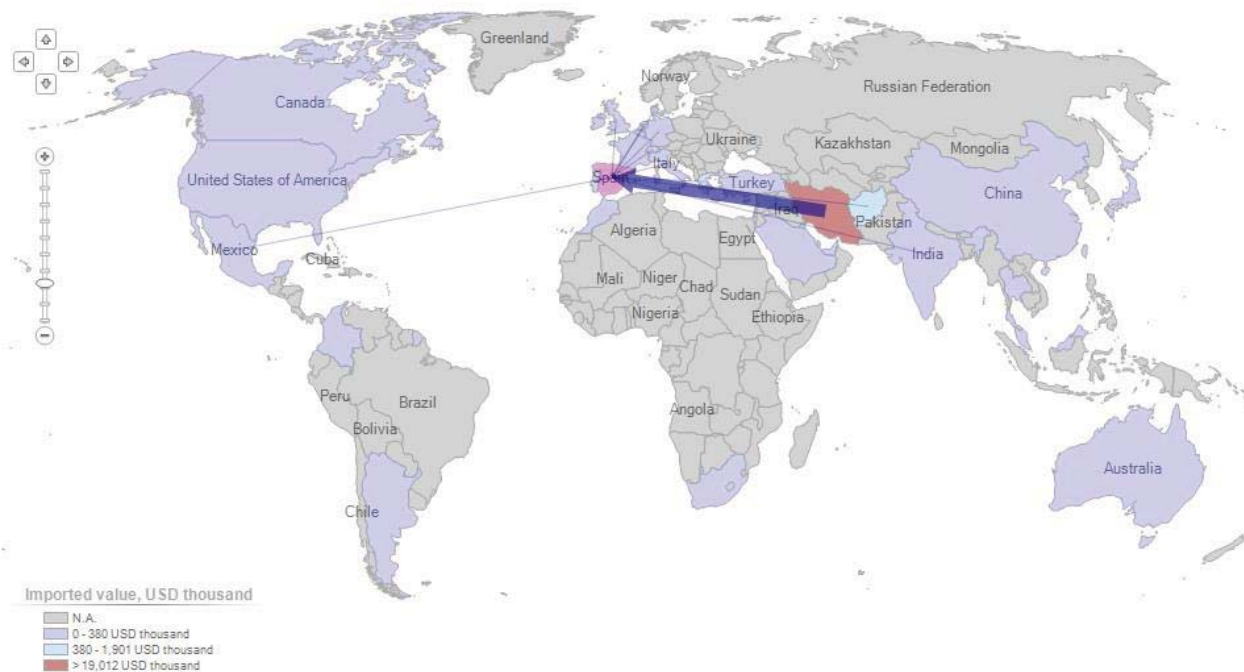 Greenland
Norway
Russian Federation
Canada
Ukraine
Kazakhstan
Mongolia
Italy
Spain
United States of America
Turkey
China
Iraq
Pakistan
Mexico
Algeria
Egypt
India
Cuba
Mali
Niger
Chad
Sudan
Nigeria
Ethiopia
Peru
Brazil
Angola
Bolivia
Australia
Chile
Imported value, USD thousand
N.A.
0 - 380 USD thousand
380 - 1,901 USD thousand
> 19,012 USD thousand